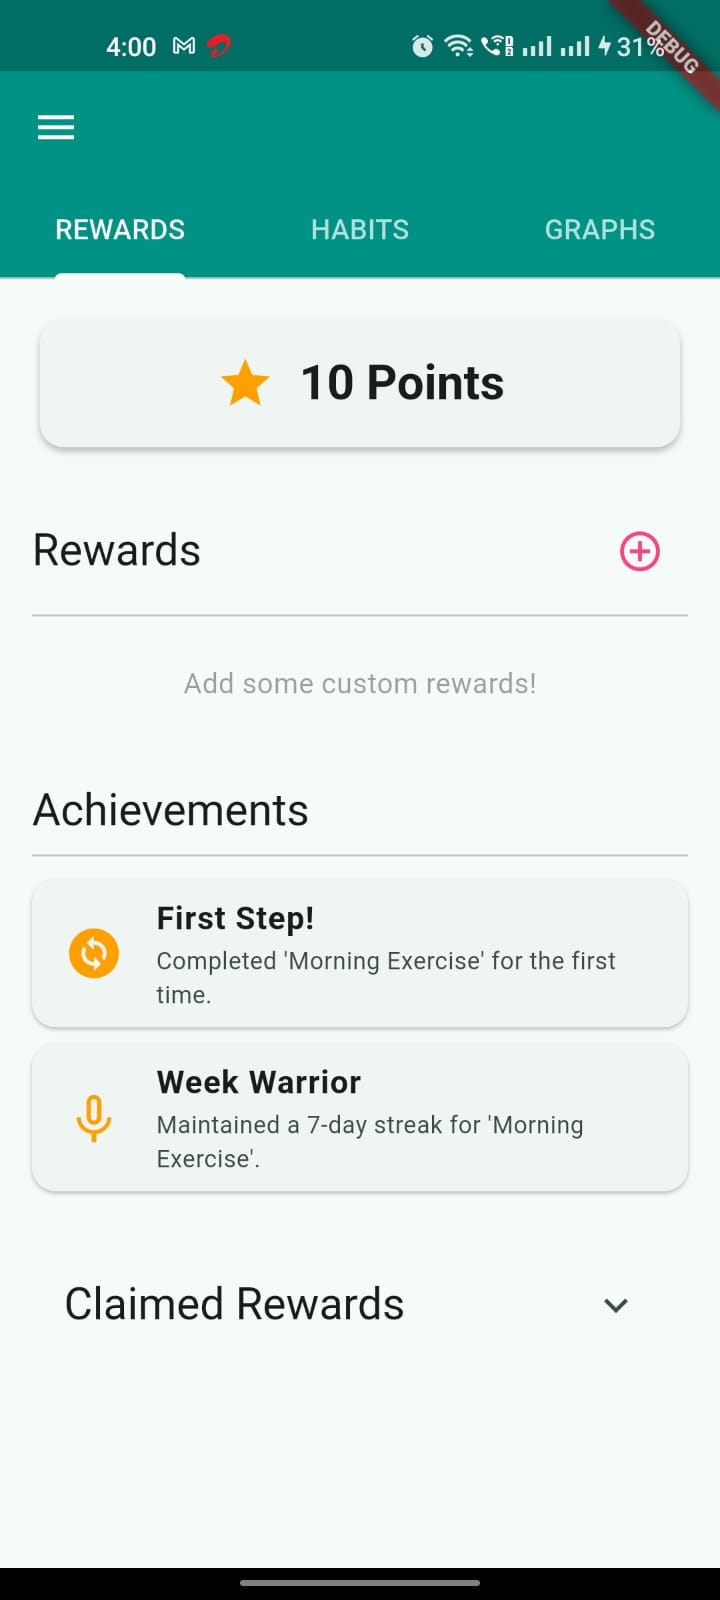 4:00 31%
DEBUG
REWARDS HABITS GRAPHS
10 Points
Rewards
Add some custom rewards!
Achievements
First Step!
Completed 'Morning Exercise' for the first
time.
Week Warrior
Maintained a 7-day streak for 'Morning
Exercise'.
Claimed Rewards